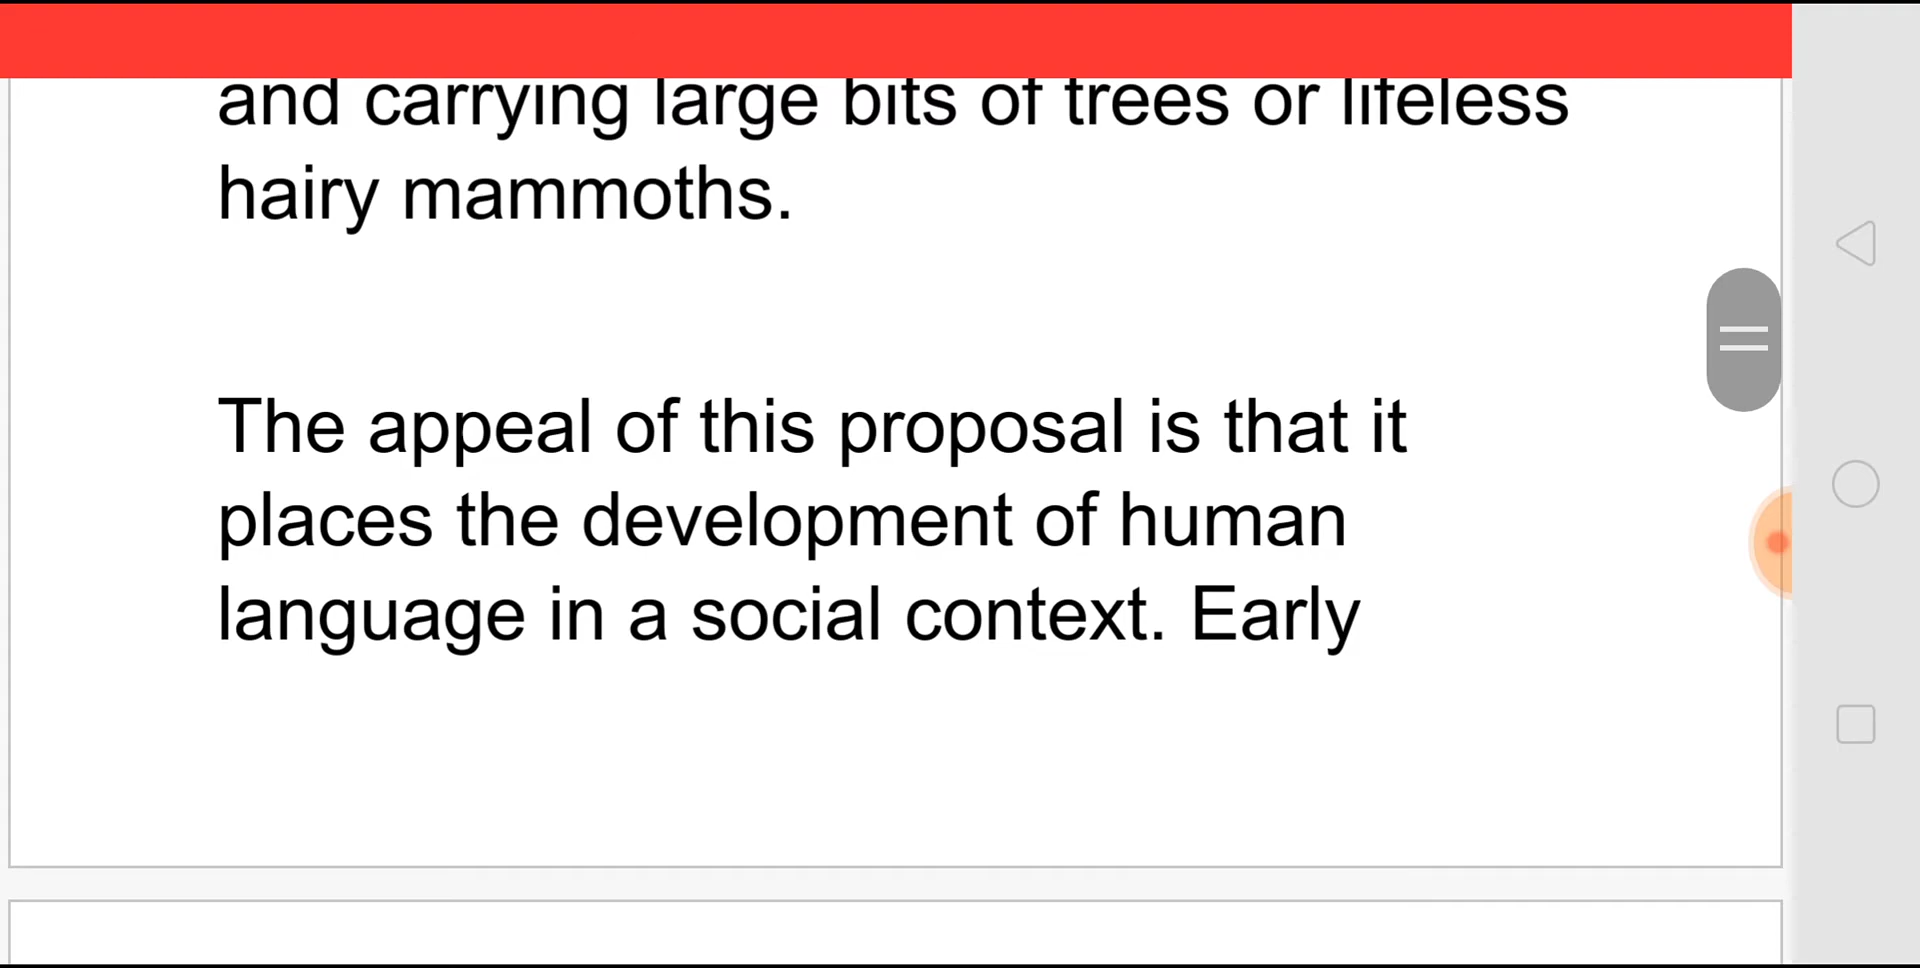 and carrying large bits of trees or lifeless
hairy mammoths.
The appeal of this proposal is that it
places the development of human
language in a social context. Early